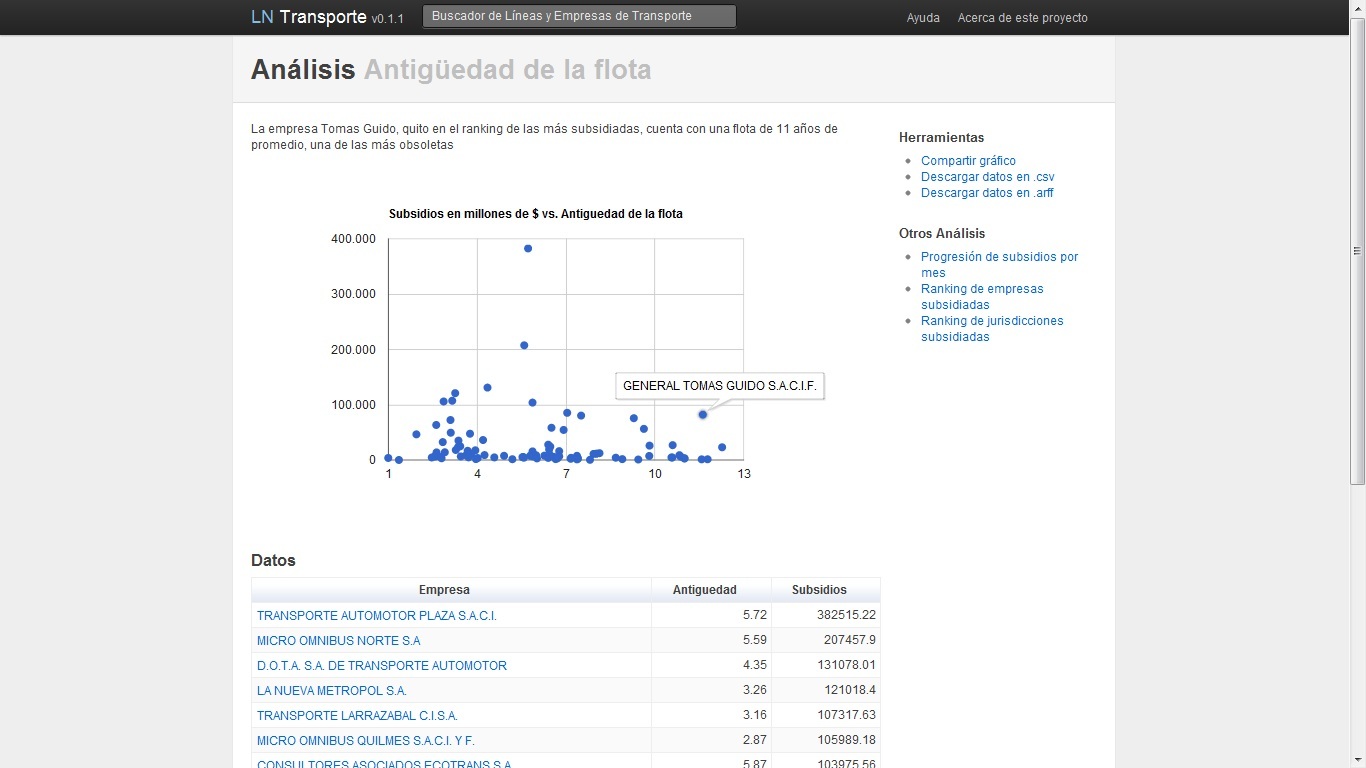 LN Transporte v0.1.1
Buscador de Líneas y Empresas de Transporte
Ayuda
Acerca de este proyecto
Análisis Antigüedad de la flota
La empresa Tomas Guido, quito en el ranking de las más subsidiadas, cuenta con una flota de 11 años de
promedio, una de las más obsoletas
Herramientas
Compartir gráfico
Descargar datos en .csv
Descargar datos en .arff
Otros Análisis
Progresión de subsidios por
mes
Ranking de empresas
subsidiadas
Ranking de jurisdicciones
subsidiadas
Subsidios en millones de $ vs. Antiguedad de la flota
400.000
300.000
200.000
100.000
0
GENERAL TOMAS GUIDO S.A.C.I.F.
1 4 7 10 13
Datos
Empresa Antiguedad Subsidios
TRANSPORTE AUTOMOTOR PLAZA S.A.C.I. 5.72 382515.22
MICRO OMNIBUS NORTE S.A 5.59 207457.9
D.O.T.A. S.A. DE TRANSPORTE AUTOMOTOR 4.35 131078.01
LA NUEVA METROPOL S.A. 3.26 121018.4
TRANSPORTE LARRAZABAL C.I.S.A. 3.16 107317.63
MICRO OMNIBUS QUILMES S.A.C.I. Y F. 2.87 105989.18
CONSULTORES ASOCIADOS ECOTRANS S.A. 5.87 103975.56